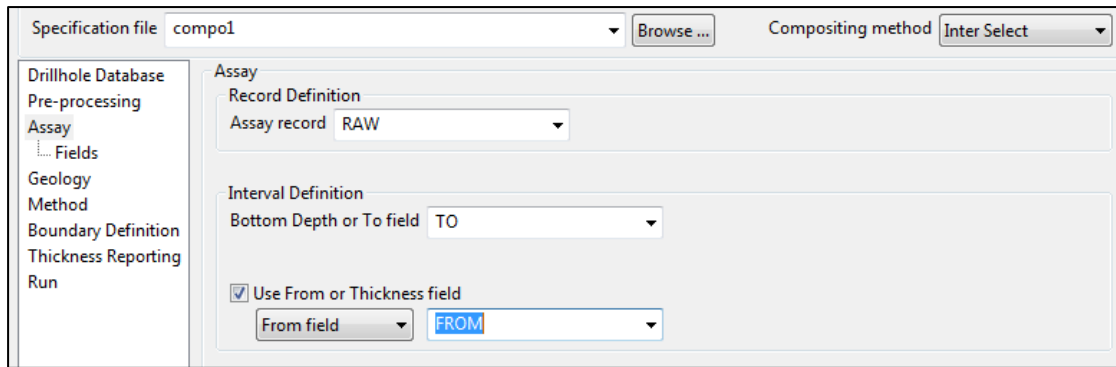 Specification file compo1 Browse ... Compositing method Inter Select
Drillhole Database
Pre-processing
Assay
Fields
Geology
Method
Boundary Definition
Thickness Reporting
Run
Assay
Record Definition
Assay record RAW
Interval Definition
Bottom Depth or To field TO
Use From or Thickness field
From field FROM